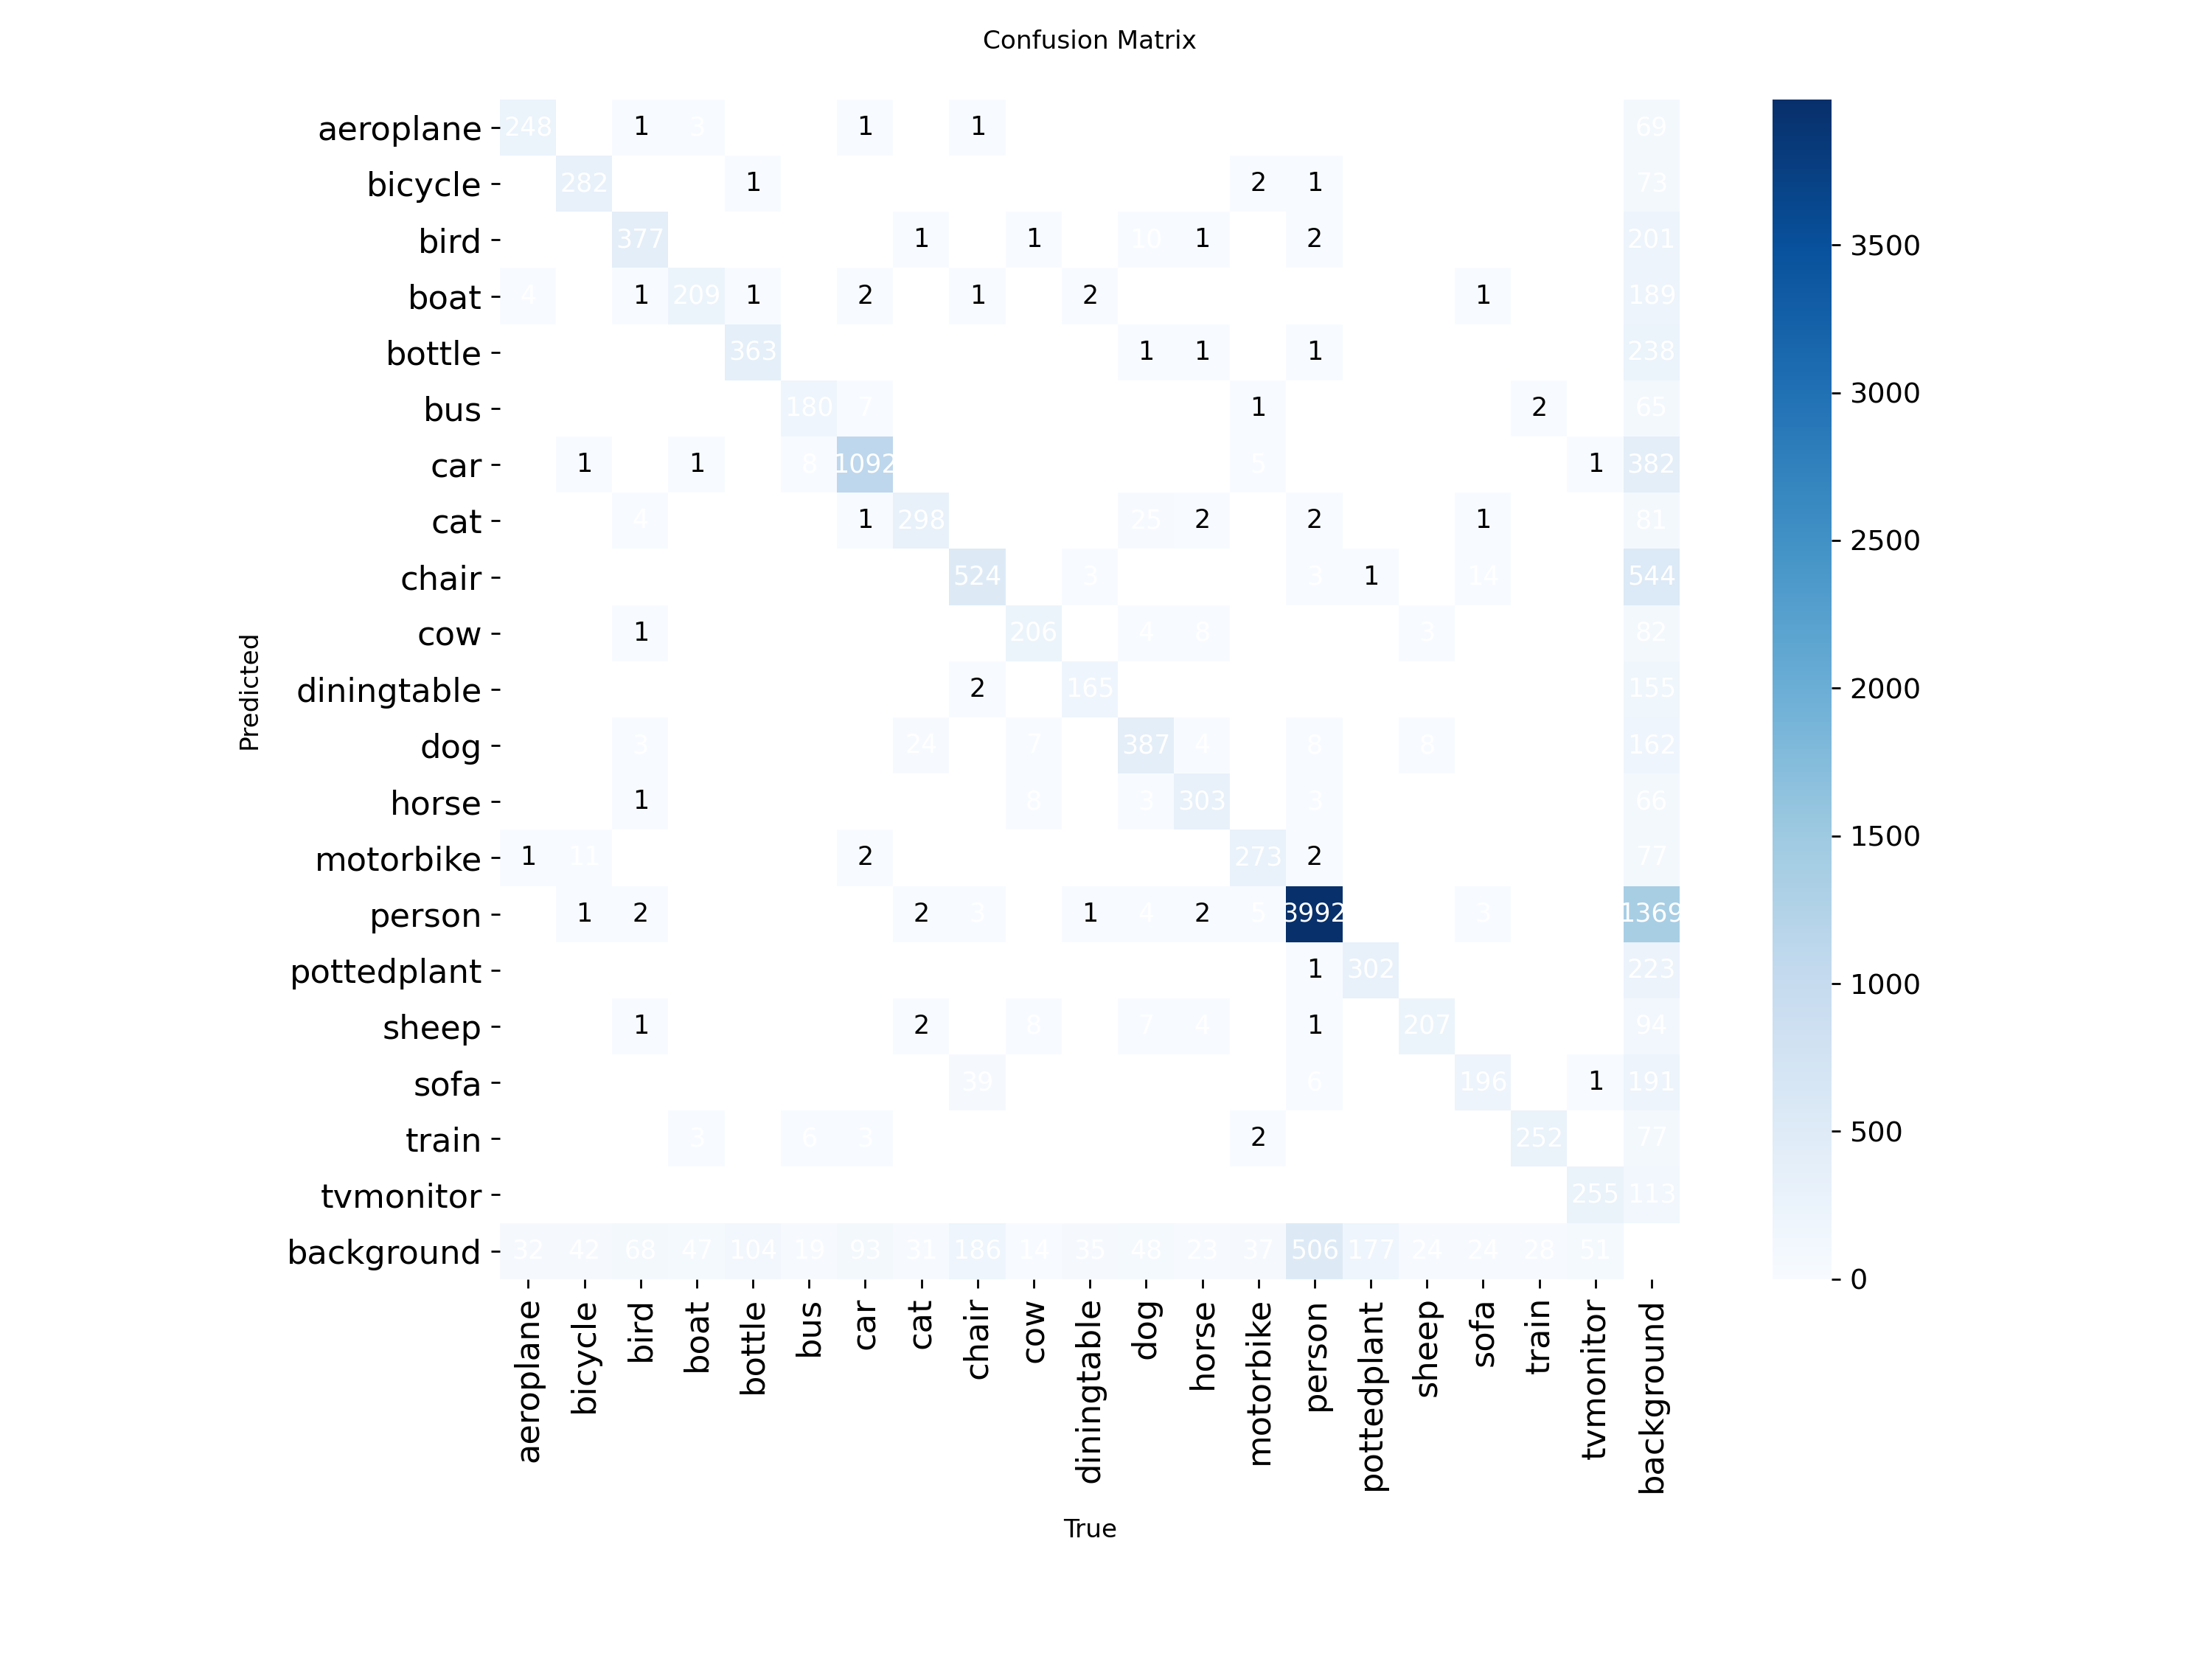 Confusion Matrix
aeroplane 248 1 3 1 1 69
bicycle 282 1 2 1 73
bird 377 1 1 10 1 2 201
boat 4 1 209 1 2 1 2 1 189
bottle 363 1 1 1 238
bus 180 7 1 2 65
car 1 1 8 1092 5 1 382
cat 4 1 298 25 2 2 1 81
chair 524 3 3 1 14 544
cow 1 206 4 8 3 82
diningtable 2 165 155
dog 3 24 7 387 4 8 8 162
horse 1 8 3 303 3 66
motorbike 1 11 2 273 2 77
person 1 2 2 3 1 4 2 5 3992 3 1369
pottedplant 1 302 223
sheep 1 2 8 7 4 1 207 94
sofa 39 6 196 1 191
train 3 6 3 2 252 77
tvmonitor 255 113
background 32 42 68 47 104 19 93 31 186 14 35 48 23 37 506 177 24 24 28 51
aeroplane bicycle bird boat bottle bus car cat chair cow diningtable dog horse motorbike person pottedplant sheep sofa train tvmonitor background
True
Predicted
3500
3000
2500
2000
1500
1000
500
0